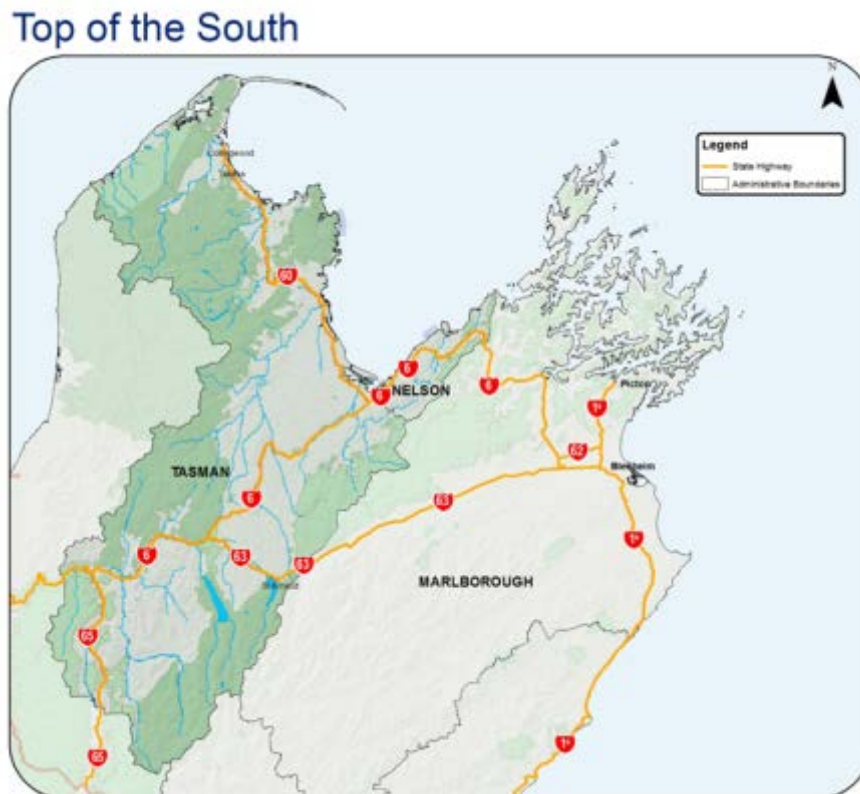 Top of the South
N
Legend
State Highway
Administrative Boundaries
Collingwood
60
6
NELSON
6
6
Picton
1
TASMAN
62
Blenheim
6
63
6
63
63
1
MARLBOROUGH
65
65
1